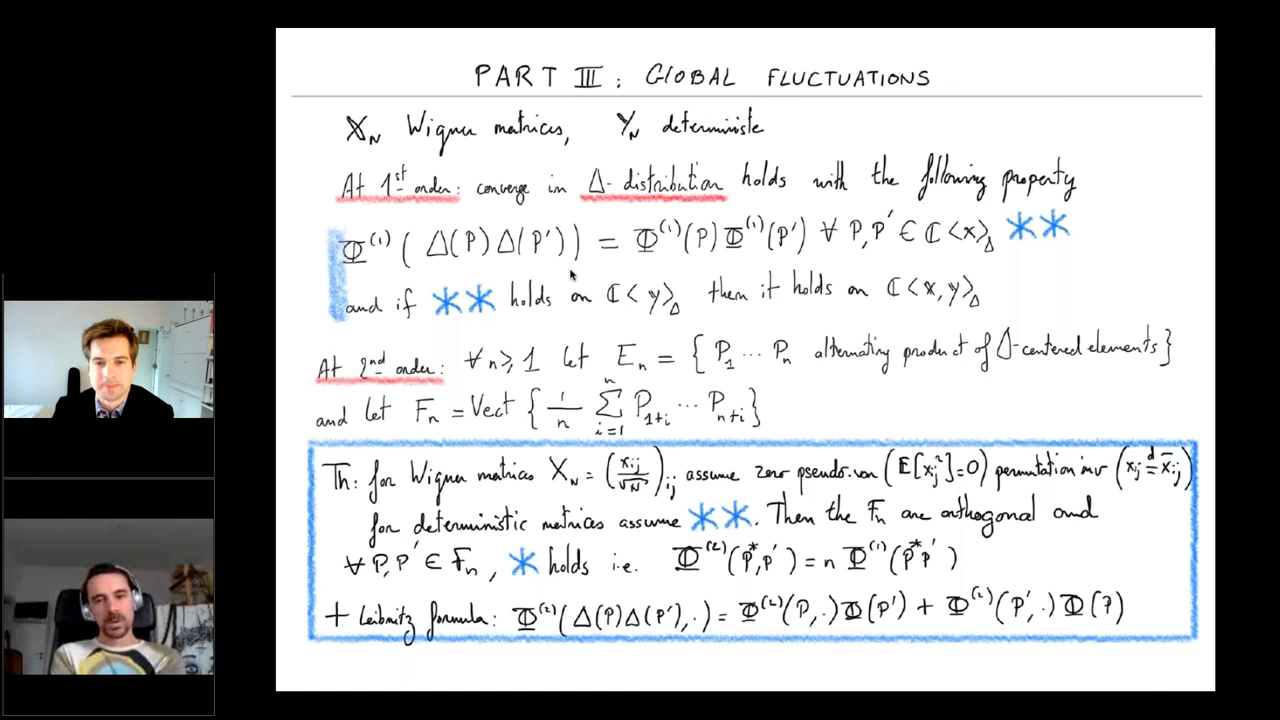 PART III : GLOBAL FLUCTUATIONS
X_N Wigner matrices, Y_N deterministe
At 1st order: converge in Δ-distribution holds with the following property
Φ^(1)(Δ(P)Δ(P')) = Φ^(1)(P)Φ^(1)(P') ∀ P,P' ∈ ℂ<x>_Δ **
and if ** holds on ℂ<y>_Δ then it holds on ℂ<x,y>_Δ
At 2nd order: ∀ n ≥ 1 let E_n = { P_1 ... P_n alternating product of Δ-centered elements }
and let F_n = Vect { 1/n Σ_{i=1}^{n} P_{1+i} ... P_{n+i} }
Th: for Wigner matrices X_N = (x_ij/√N)_ij assume zero pseudo-var (E[x_ij^2]=0) permutation inv (x_ij =^d x̄_ij)
for deterministic matrices assume **. Then the F_n are orthogonal and
∀ P,P' ∈ F_n, * holds i.e. Φ^(2)(P*,P') = n Φ^(1)(P*P')
+ Leibnitz formula: Φ^(2)(Δ(P)Δ(P'), ·) = Φ^(2)(P, ·)Φ(P') + Φ^(2)(P', ·)Φ(P)